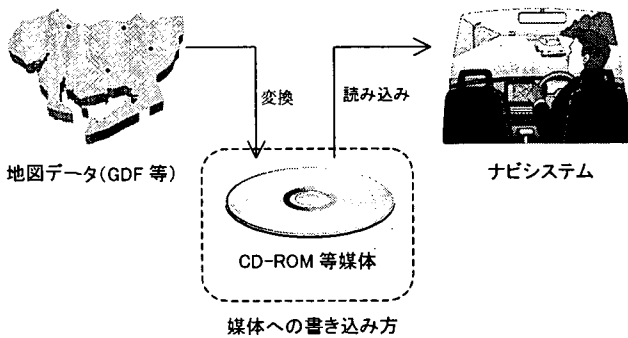 変換
読み込み
地図データ(GDF 等)
ナビシステム
CD-ROM 等媒体
媒体への書き込み方